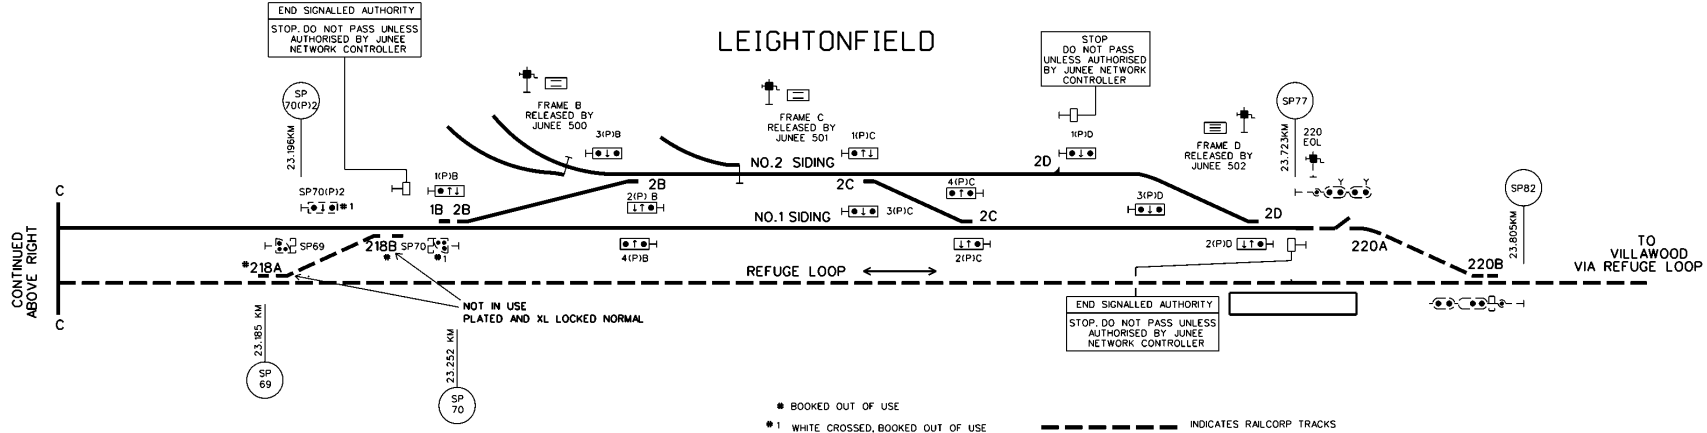 LEIGHTONFIELD
END SIGNALLED AUTHORITY
STOP. DO NOT PASS UNLESS
AUTHORISED BY JUNEE
NETWORK CONTROLLER
STOP
DO NOT PASS
UNLESS AUTHORISED
BY JUNEE NETWORK
CONTROLLER
SP
70(P)2
23.196KM
FRAME B
RELEASED BY
JUNEE 500
FRAME C
RELEASED BY
JUNEE 501
FRAME D
RELEASED BY
JUNEE 502
SP77
23.723KM
220
EOL
3(P)B
1(P)C
1(P)D
NO.2 SIDING
2D
SP70(P)2
*1
1(P)B
2B
2(P) B
2C
4(P)C
3(P)D
Y Y
SP82
23.805KM
C
1B 2B
NO.1 SIDING
3(P)C
2C
2D
CONTINUED
ABOVE RIGHT
SP69
218B
*
SP70
*1
4(P)B
2(P)C
2(P)D
220A
*218A
REFUGE LOOP
220B
TO
VILLAWOOD
VIA REFUGE LOOP
C
NOT IN USE
PLATED AND XL LOCKED NORMAL
END SIGNALLED AUTHORITY
STOP. DO NOT PASS UNLESS
AUTHORISED BY JUNEE
NETWORK CONTROLLER
23.185 KM
SP
69
23.252 KM
SP
70
* BOOKED OUT OF USE
*1 WHITE CROSSED, BOOKED OUT OF USE
INDICATES RAILCORP TRACKS